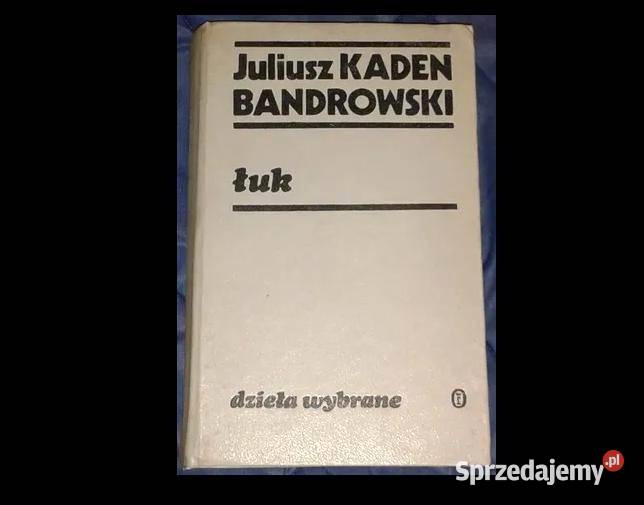 Juliusz KADEN
BANDROWSKI
łuk
dzieła wybrane
Sprzedajemy.pl